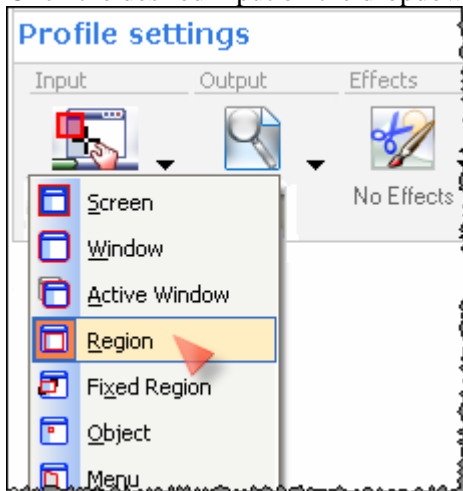 Profile settings
Input Output Effects
No Effects
Screen
Window
Active Window
Region
Fixed Region
Object
Menu